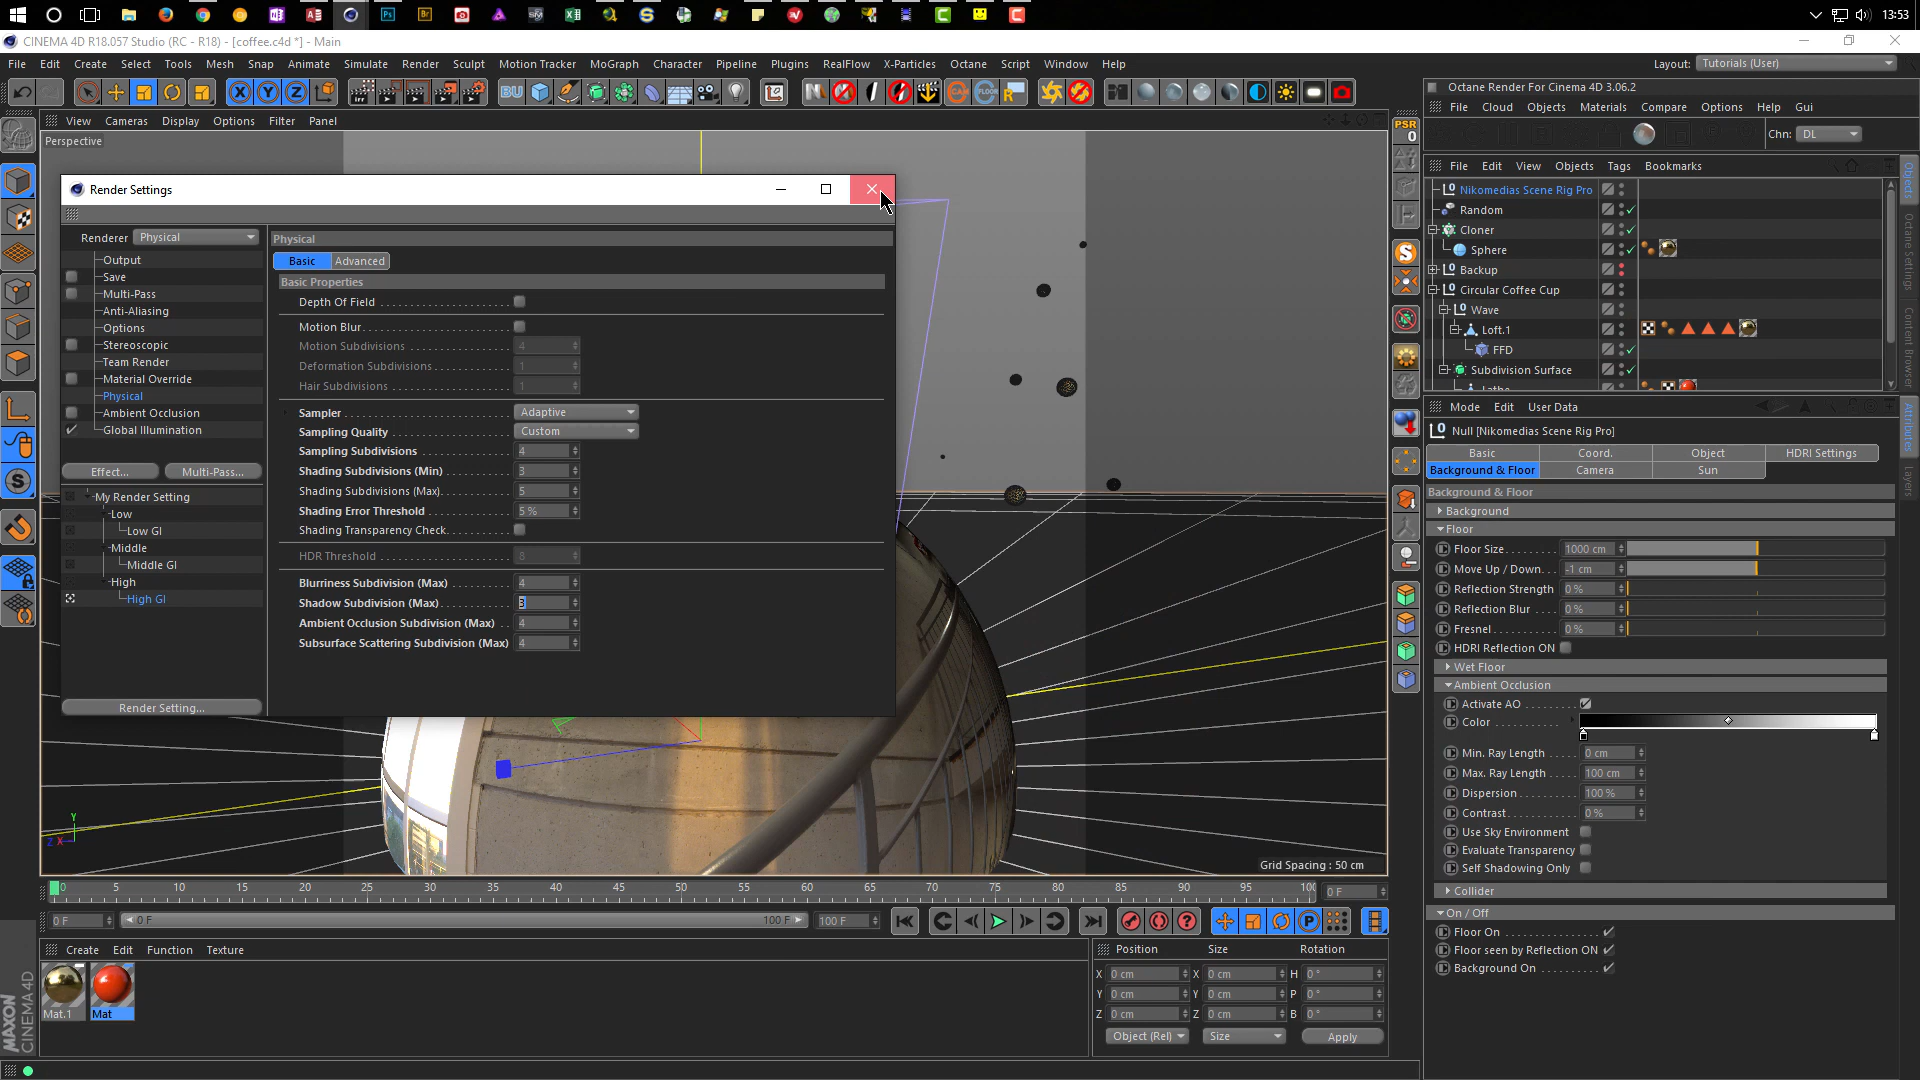 13:53
CINEMA 4D R18.057 Studio (RC - R18) - [coffee.c4d *] - Main
File Edit Create Select Tools Snap Animate Mesh Simulate Render Sculpt Motion Tracker MoGraph Character Pipeline Plugins RealFlow X-Particles Octane Script Window Help
Layout: Tutorials (User)
Octane Render For Cinema 4D 3.06.2
File Cloud Objects Materials Compare Options Help Gui
Chn: DL
View Cameras Display Options Filter Panel
Perspective
PSR
0
Render Settings
Renderer Physical
Output
Save
Multi-Pass
Anti-Aliasing
Options
Stereoscopic
Team Render
Material Override
Physical
Ambient Occlusion
Global Illumination
Effect... Multi-Pass...
My Render Setting
Low
Low GI
Middle
Middle GI
High
High GI
Render Setting...
Physical
Basic Advanced
Basic Properties
Depth Of Field
Motion Blur
Motion Subdivisions 4
Deformation Subdivisions 1
Hair Subdivisions 1
Sampler Adaptive
Sampling Quality Custom
Sampling Subdivisions 4
Shading Subdivisions (Min) 3
Shading Subdivisions (Max) 5
Shading Error Threshold 5 %
Shading Transparency Check
HDR Threshold 8
Blurriness Subdivision (Max) 4
Shadow Subdivision (Max) 3
Ambient Occlusion Subdivision (Max) 4
Subsurface Scattering Subdivision (Max) 4
Y
Z X
Grid Spacing : 50 cm
0 5 10 15 20 25 30 35 40 45 50 55 60 65 70 75 80 85 90 95 100
0 F
0 F 0 F 100 F 100 F
Create Edit Function Texture
Mat.1 Mat
MAXON
CINEMA 4D
Position Size Rotation
X 0 cm X 0 cm H 0 °
Y 0 cm Y 0 cm P 0 °
Z 0 cm Z 0 cm B 0 °
Object (Rel) Size Apply
File Edit View Objects Tags Bookmarks
Nikomedias Scene Rig Pro
Random
Cloner
Sphere
Backup
Circular Coffee Cup
Wave
Loft.1
FFD
Subdivision Surface
Lathe
Objects
Octane Settings
Content Browser
Attributes
Layers
Mode Edit User Data
Null [Nikomedias Scene Rig Pro]
Basic Coord. Object HDRI Settings
Background & Floor Camera Sun
Background & Floor
Background
Floor
Floor Size 1000 cm
Move Up / Down -1 cm
Reflection Strength 0 %
Reflection Blur 0 %
Fresnel 0 %
HDRI Reflection ON
Wet Floor
Ambient Occlusion
Activate AO
Color
Min. Ray Length 0 cm
Max. Ray Length 100 cm
Dispersion 100 %
Contrast 0 %
Use Sky Environment
Evaluate Transparency
Self Shadowing Only
Collider
On / Off
Floor On
Floor seen by Reflection ON
Background On